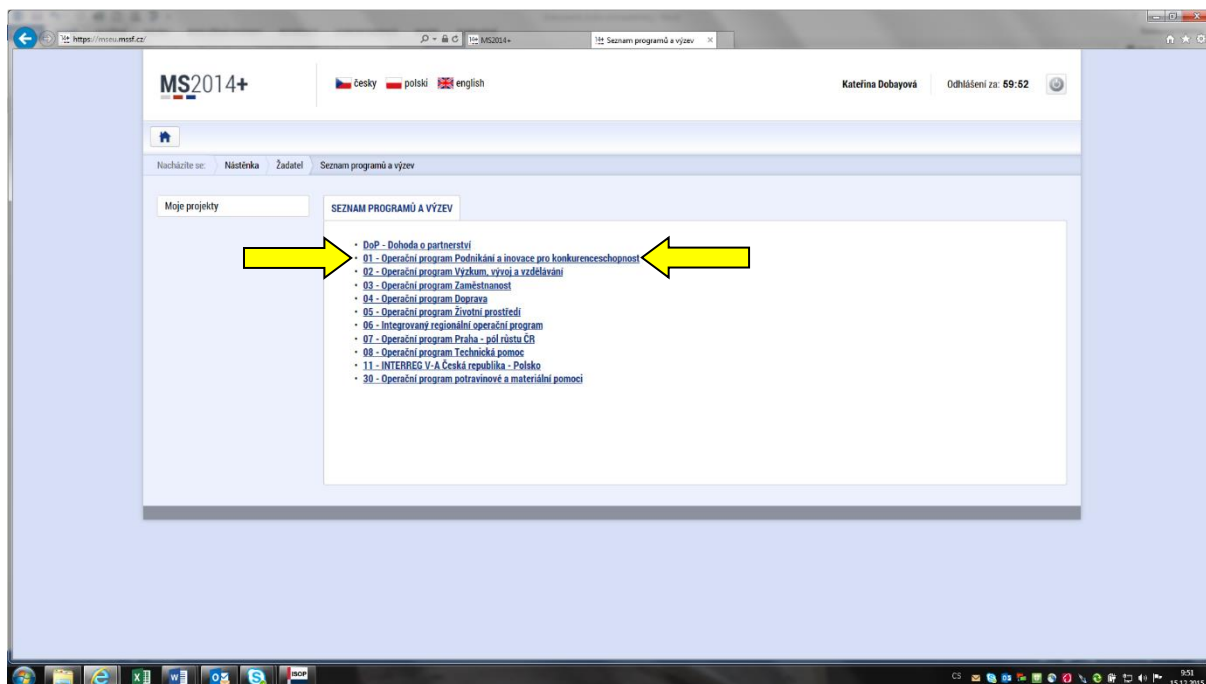 https://mseu.mssf.cz/
MS2014+
Seznam programů a výzev
MS2014+
česky
polski
english
Kateřina Dobayová
Odhlášení za: 59:52
Nacházíte se:
Nástěnka
Žadatel
Seznam programů a výzev
Moje projekty
SEZNAM PROGRAMŮ A VÝZEV
DoP - Dohoda o partnerství
01 - Operační program Podnikání a inovace pro konkurenceschopnost
02 - Operační program Výzkum, vývoj a vzdělávání
03 - Operační program Zaměstnanost
04 - Operační program Doprava
05 - Operační program Životní prostředí
06 - Integrovaný regionální operační program
07 - Operační program Praha - pól růstu ČR
08 - Operační program Technická pomoc
11 - INTERREG V-A Česká republika - Polsko
30 - Operační program potravinové a materiální pomoci
ISOP
CS
9:51
15.12.2015